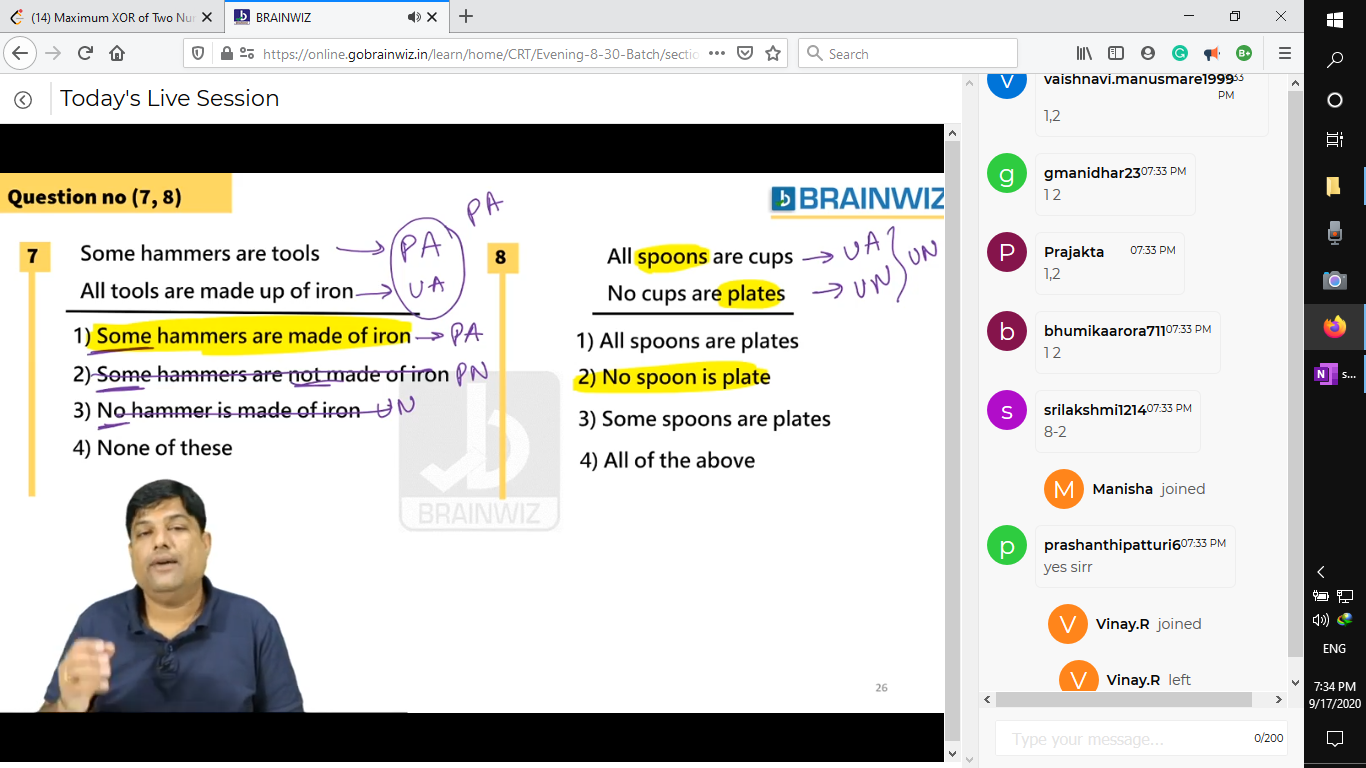 (14) Maximum XOR of Two Nu
BRAINWIZ
https://online.gobrainwiz.in/learn/home/CRT/Evening-8-30-Batch/sectio
Search
Today's Live Session
Question no (7, 8)
BRAINWIZ
PA
7
Some hammers are tools
PA
All tools are made up of iron
UA
1) Some hammers are made of iron
PA
2) Some hammers are not made of iron
PN
3) No hammer is made of iron
UN
4) None of these
8
All spoons are cups
UA
UN
No cups are plates
UN
1) All spoons are plates
2) No spoon is plate
3) Some spoons are plates
4) All of the above
BRAINWIZ
26
V
vaishnavi.manusmare1999
33
PM
1,2
g
gmanidhar23
07:33 PM
1 2
P
Prajakta
07:33 PM
1,2
b
bhumikaarora711
07:33 PM
1 2
s
srilakshmi1214
07:33 PM
8-2
M
Manisha joined
p
prashanthipatturi6
07:33 PM
yes sirr
V
Vinay.R joined
V
Vinay.R left
Type your message...
0/200
B+
N
s...
ENG
7:34 PM
9/17/2020